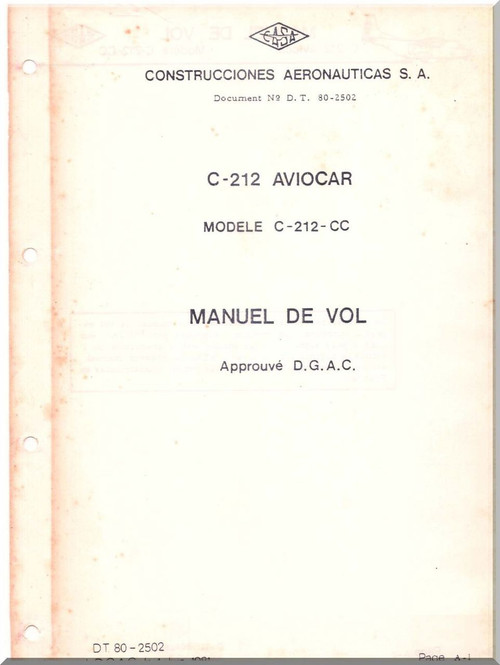 CASA
CONSTRUCCIONES AERONAUTICAS S. A.
Document Nº D. T. 80-2502
C-212 AVIOCAR
MODELE C-212-CC
MANUEL DE VOL
Approuvé D.G.A.C.
DT 80-2502
Page A-1